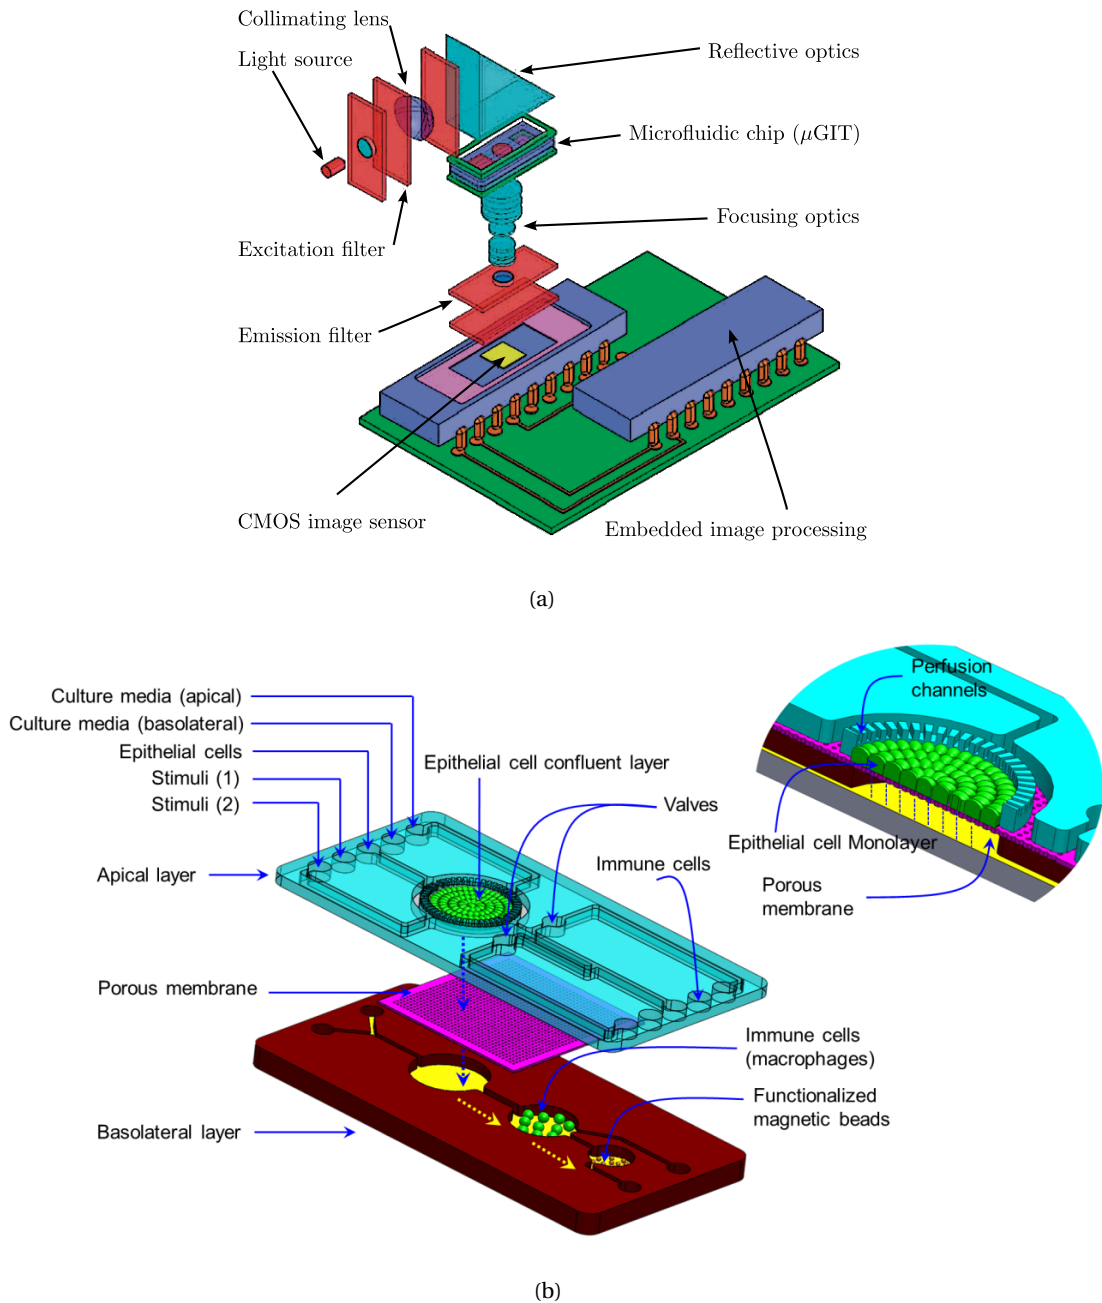 Collimating lens
Light source
Reflective optics
Microfluidic chip (μGIT)
Focusing optics
Excitation filter
Emission filter
CMOS image sensor
Embedded image processing
(a)
Culture media (apical)
Culture media (basolateral)
Epithelial cells
Stimuli (1)
Stimuli (2)
Epithelial cell confluent layer
Valves
Immune cells
Apical layer
Perfusion
channels
Epithelial cell Monolayer
Porous
membrane
Porous membrane
Immune cells
(macrophages)
Functionalized
magnetic beads
Basolateral layer
(b)